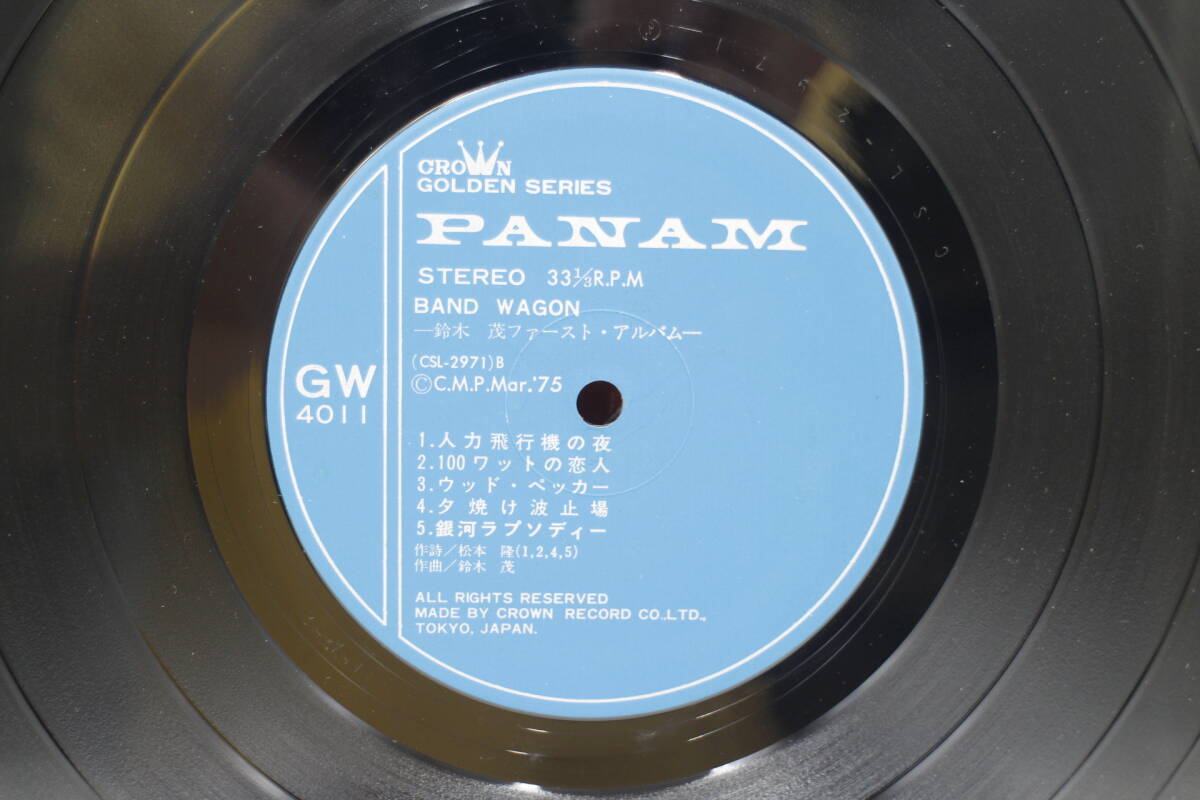 CROWN
GOLDEN SERIES
PANAM
STEREO 33⅓R.P.M
BAND WAGON
—鈴木 茂ファースト・アルバム—
(CSL-2971)B
©C.M.P.Mar.'75
GW
4011
1.人力飛行機の夜
2.100ワットの恋人
3.ウッド・ペッカー
4.夕焼け波止場
5.銀河ラプソディー
作詩/松本 隆(1,2,4,5)
作曲/鈴木 茂
ALL RIGHTS RESERVED
MADE BY CROWN RECORD CO.,LTD.,
TOKYO, JAPAN.